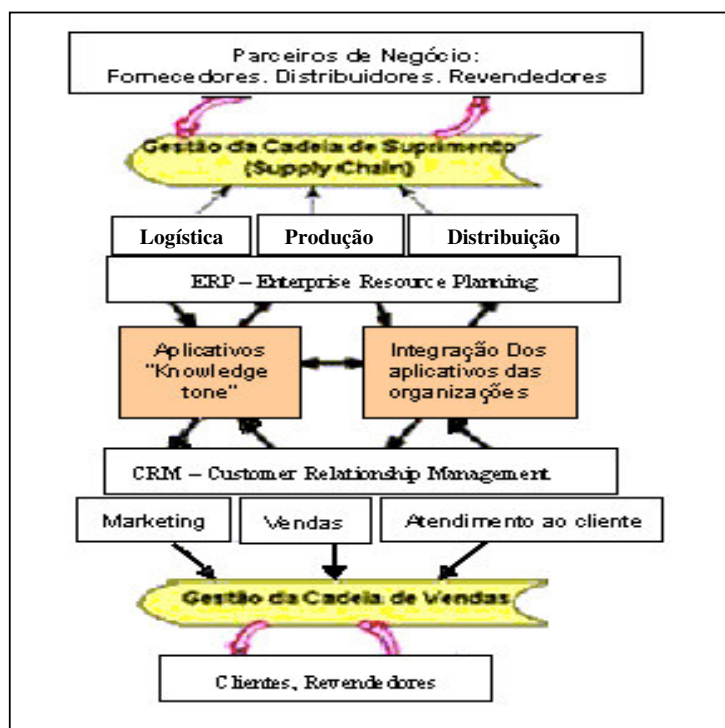 Parceiros de Negócio:
Fornecedores. Distribuidores. Revendedores
Gestão da Cadeia de Suprimento
(Supply Chain)
Logística
Produção
Distribuição
ERP – Enterprise Resource Planning
Aplicativos
"Knowledge
tone"
Integração Dos
aplicativos das
organizações
CRM – Customer Relationship Management
Marketing
Vendas
Atendimento ao cliente
Gestão da Cadeia de Vendas
Clientes, Revendedores